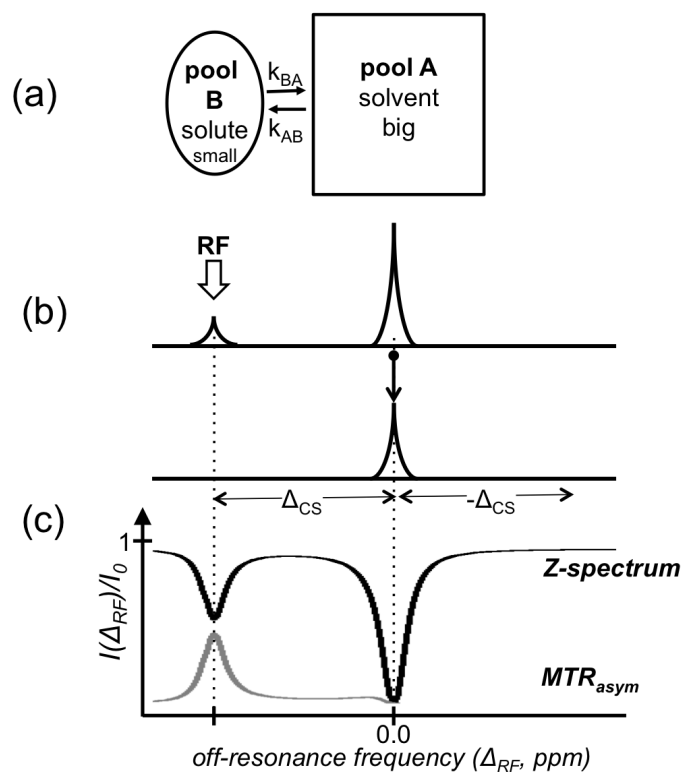 (a)
pool
B
solute
small
k_BA
k_AB
pool A
solvent
big
(b)
RF
Δ_CS
-Δ_CS
(c)
1
I(Δ_RF)/I_0
Z-spectrum
MTR_asym
0.0
off-resonance frequency (Δ_RF, ppm)